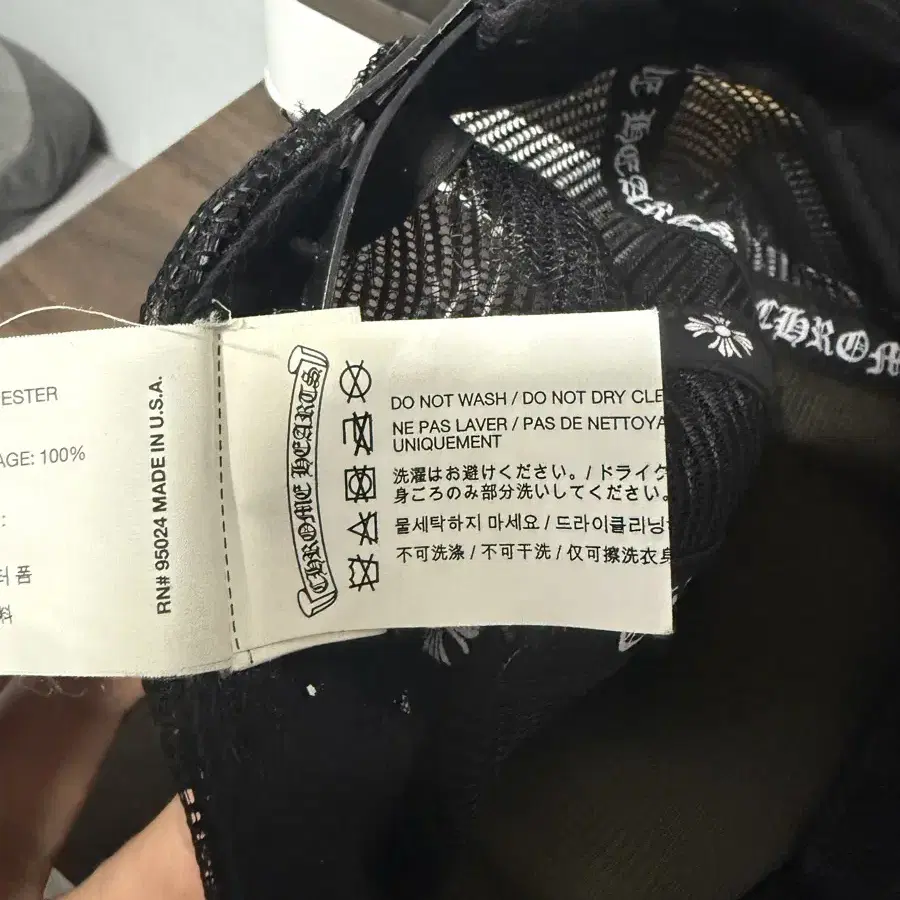 ESTER
AGE: 100%
:
터 폼
料
RN# 95024 MADE IN U.S.A.
CHROME HEARTS
DO NOT WASH / DO NOT DRY CLE
NE PAS LAVER / PAS DE NETTOYA
UNIQUEMENT
洗濯はお避けください。/ ドライク
身ごろのみ部分洗いしてください。
물세탁하지 마세요 / 드라이클리닝
不可洗涤 / 不可干洗 / 仅可擦洗衣身
HEARTS
CHROM